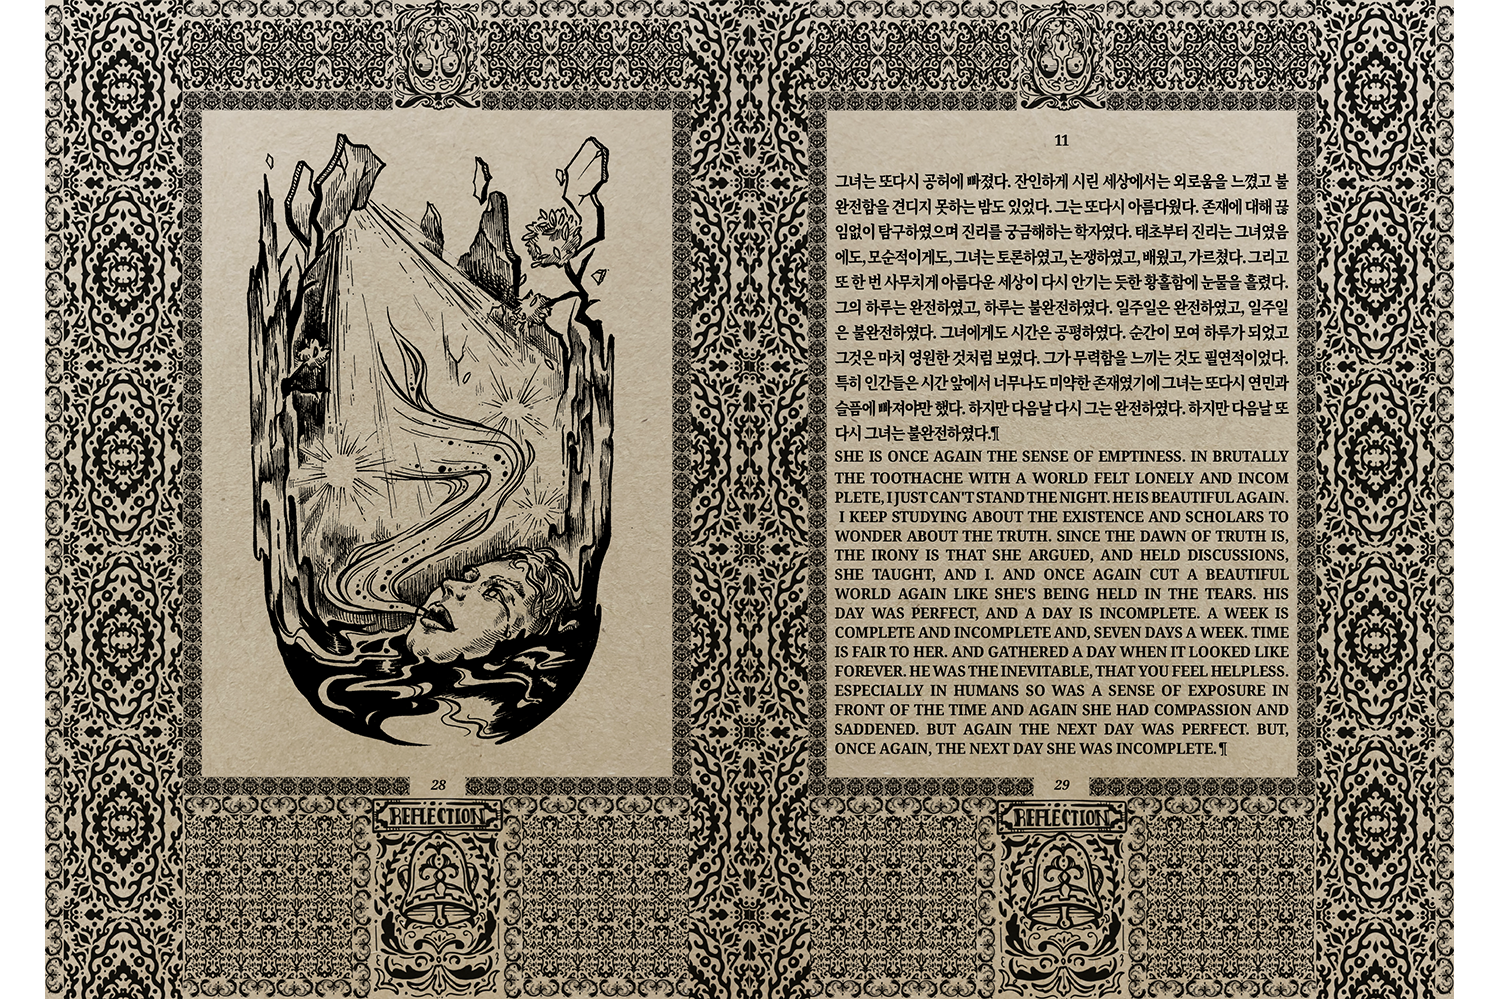 28
REFLECTION
11
그녀는 또다시 공허에 빠졌다. 잔인하게 시린 세상에서는 외로움을 느꼈고 불
완전함을 견디지 못하는 밤도 있었다. 그는 또다시 아름다웠다. 존재에 대해 끊
임없이 탐구하였으며 진리를 궁금해하는 학자였다. 태초부터 진리는 그녀였음
에도, 모순적이게도, 그녀는 토론하였고, 논쟁하였고, 배웠고, 가르쳤다. 그리고
또 한 번 사무치게 아름다운 세상이 다시 안기는 듯한 황홀함에 눈물을 흘렸다.
그의 하루는 완전하였고, 하루는 불완전하였다. 일주일은 완전하였고, 일주일
은 불완전하였다. 그녀에게도 시간은 공평하였다. 순간이 모여 하루가 되었고
그것은 마치 영원한 것처럼 보였다. 그가 무력함을 느끼는 것도 필연적이었다.
특히 인간들은 시간 앞에서 너무나도 미약한 존재였기에 그녀는 또다시 연민과
슬픔에 빠져야만 했다. 하지만 다음날 다시 그는 완전하였다. 하지만 다음날 또
다시 그녀는 불완전하였다.¶
SHE IS ONCE AGAIN THE SENSE OF EMPTINESS. IN BRUTALLY
THE TOOTHACHE WITH A WORLD FELT LONELY AND INCOM
PLETE, I JUST CAN'T STAND THE NIGHT. HE IS BEAUTIFUL AGAIN.
I KEEP STUDYING ABOUT THE EXISTENCE AND SCHOLARS TO
WONDER ABOUT THE TRUTH. SINCE THE DAWN OF TRUTH IS,
THE IRONY IS THAT SHE ARGUED, AND HELD DISCUSSIONS,
SHE TAUGHT, AND I. AND ONCE AGAIN CUT A BEAUTIFUL
WORLD AGAIN LIKE SHE'S BEING HELD IN THE TEARS. HIS
DAY WAS PERFECT, AND A DAY IS INCOMPLETE. A WEEK IS
COMPLETE AND INCOMPLETE AND, SEVEN DAYS A WEEK. TIME
IS FAIR TO HER. AND GATHERED A DAY WHEN IT LOOKED LIKE
FOREVER. HE WAS THE INEVITABLE, THAT YOU FEEL HELPLESS.
ESPECIALLY IN HUMANS SO WAS A SENSE OF EXPOSURE IN
FRONT OF THE TIME AND AGAIN SHE HAD COMPASSION AND
SADDENED. BUT AGAIN THE NEXT DAY WAS PERFECT. BUT,
ONCE AGAIN, THE NEXT DAY SHE WAS INCOMPLETE.¶
29
REFLECTION